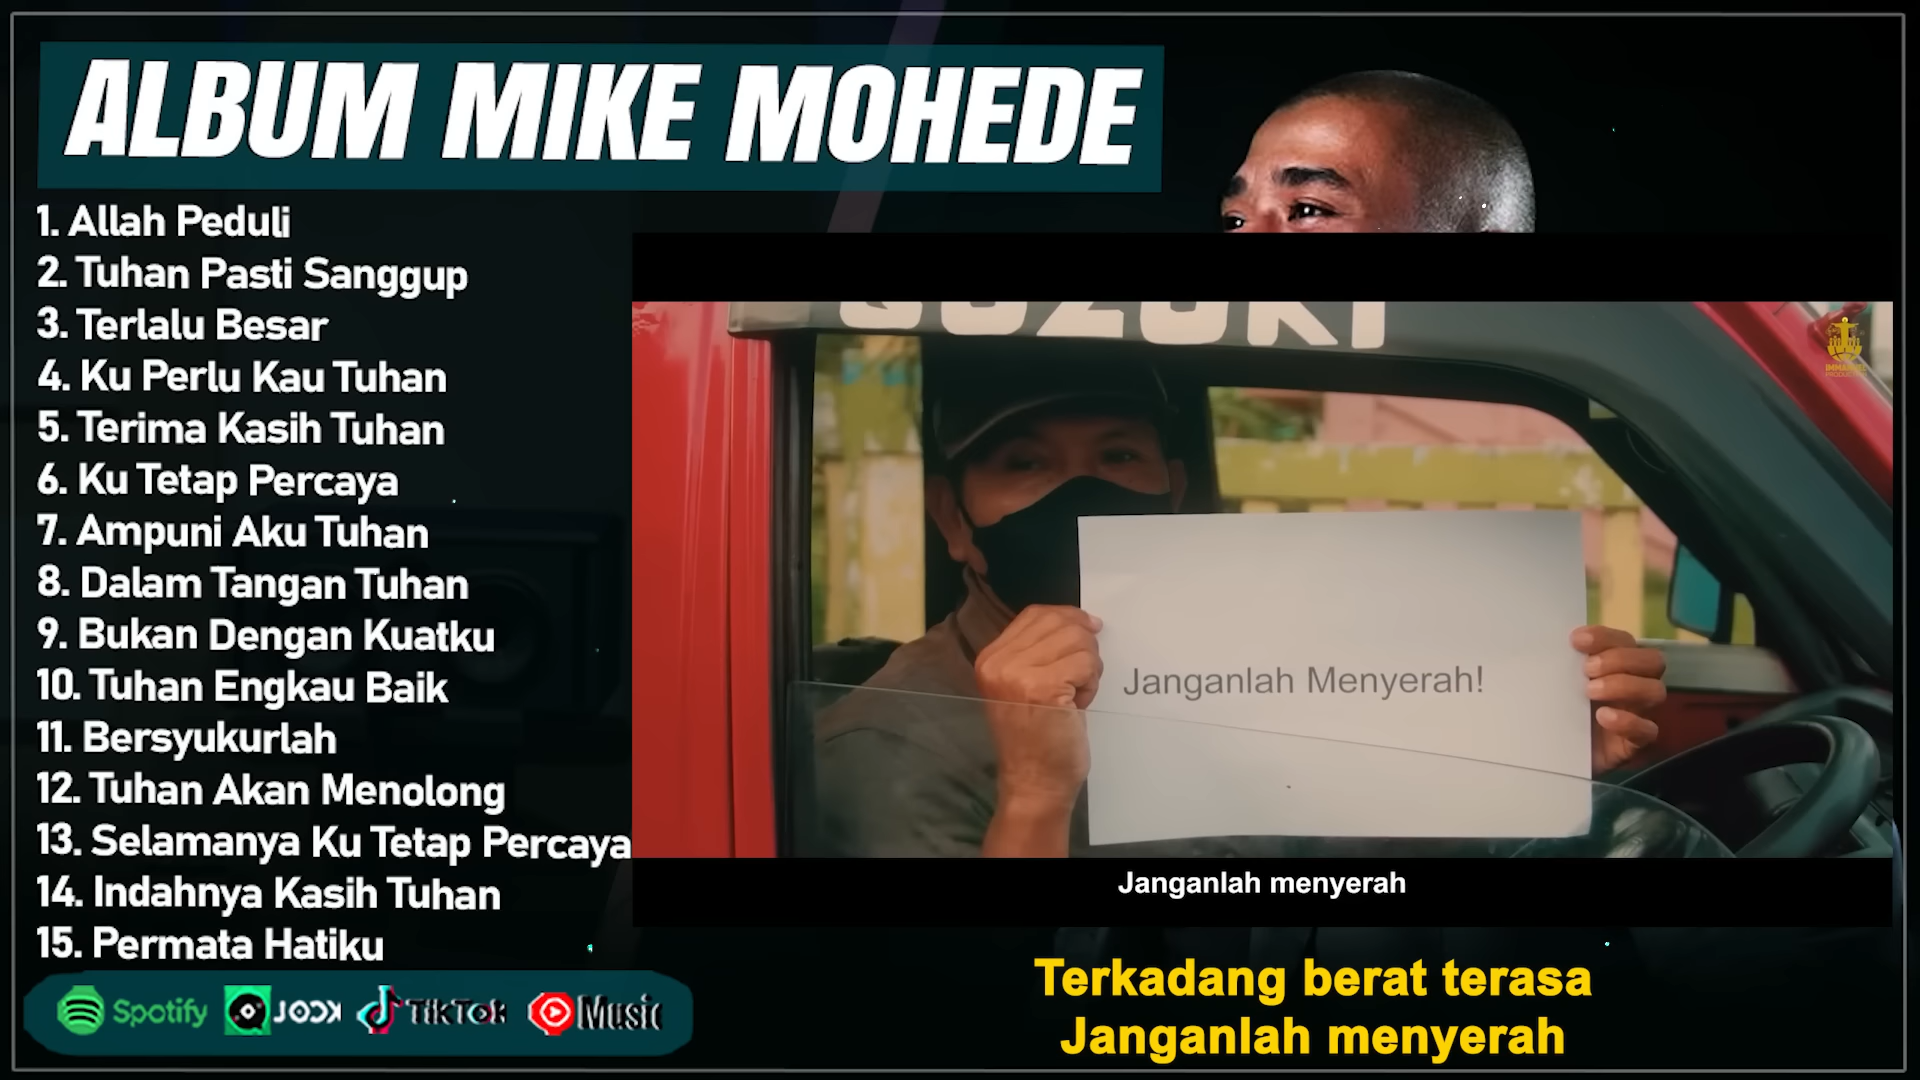 ALBUM MIKE MOHEDE
1. Allah Peduli
2. Tuhan Pasti Sanggup
3. Terlalu Besar
4. Ku Perlu Kau Tuhan
5. Terima Kasih Tuhan
6. Ku Tetap Percaya
7. Ampuni Aku Tuhan
8. Dalam Tangan Tuhan
9. Bukan Dengan Kuatku
10. Tuhan Engkau Baik
11. Bersyukurlah
12. Tuhan Akan Menolong
13. Selamanya Ku Tetap Percaya
14. Indahnya Kasih Tuhan
15. Permata Hatiku
Spotify JOOX TikTok Music
SUZUKI
IMMANUEL
PRODUCTION
Janganlah Menyerah!
Janganlah menyerah
Terkadang berat terasa
Janganlah menyerah